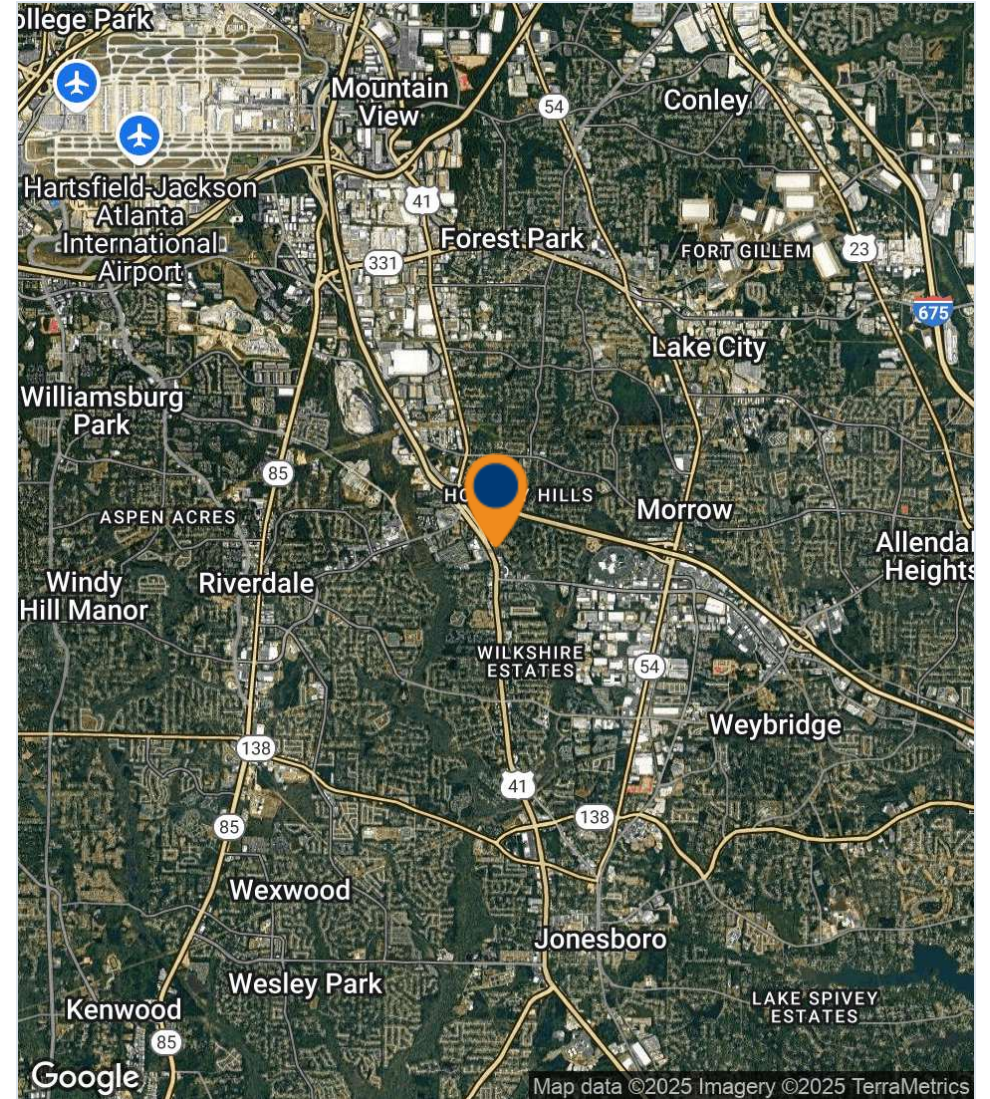 ollege Park
Mountain
View
54
Conley
Hartsfield-Jackson
Atlanta
International
Airport
41
331
Forest Park
FORT GILLEM
23
675
Lake City
Williamsburg
Park
85
HO Y HILLS
ASPEN ACRES
Morrow
Allendal
Heights
Windy
Hill Manor
Riverdale
WILKSHIRE
ESTATES
54
Weybridge
138
41
138
85
Wexwood
Jonesboro
Wesley Park
Kenwood
LAKE SPIVEY
ESTATES
85
Google
Map data ©2025 Imagery ©2025 TerraMetrics